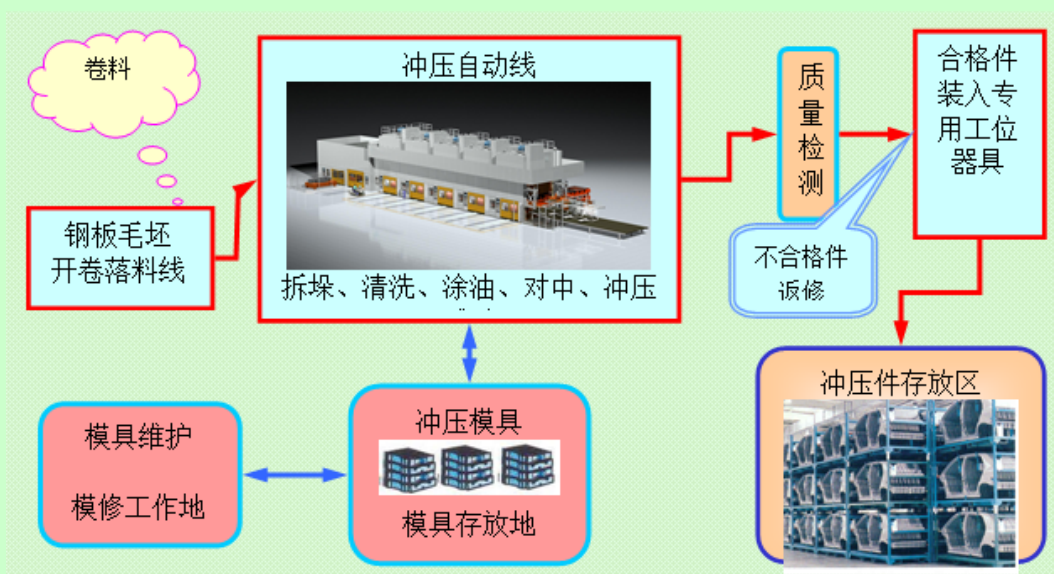 卷料
钢板毛坯
开卷落料线
冲压自动线
拆垛、清洗、涂油、对中、冲压
质
量
检
测
合格件
装入专
用工位
器具
不合格件
返修
冲压件存放区
冲压模具
模具存放地
模具维护
模修工作地